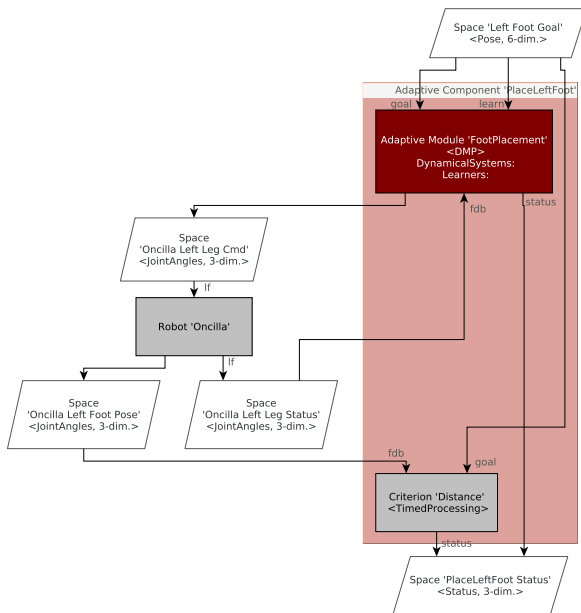 Space 'Left Foot Goal'
<Pose, 6-dim.>
Adaptive Component 'PlaceLeftFoot'
goal
learn
Adaptive Module 'FootPlacement'
<DMP>
DynamicalSystems:
Learners:
fdb
status
Space
'Oncilla Left Leg Cmd'
<JointAngles, 3-dim.>
lf
Robot 'Oncilla'
lf
Space
'Oncilla Left Foot Pose'
<JointAngles, 3-dim.>
Space
'Oncilla Left Leg Status'
<JointAngles, 3-dim.>
fdb
goal
Criterion 'Distance'
<TimedProcessing>
status
Space 'PlaceLeftFoot Status'
<Status, 3-dim.>